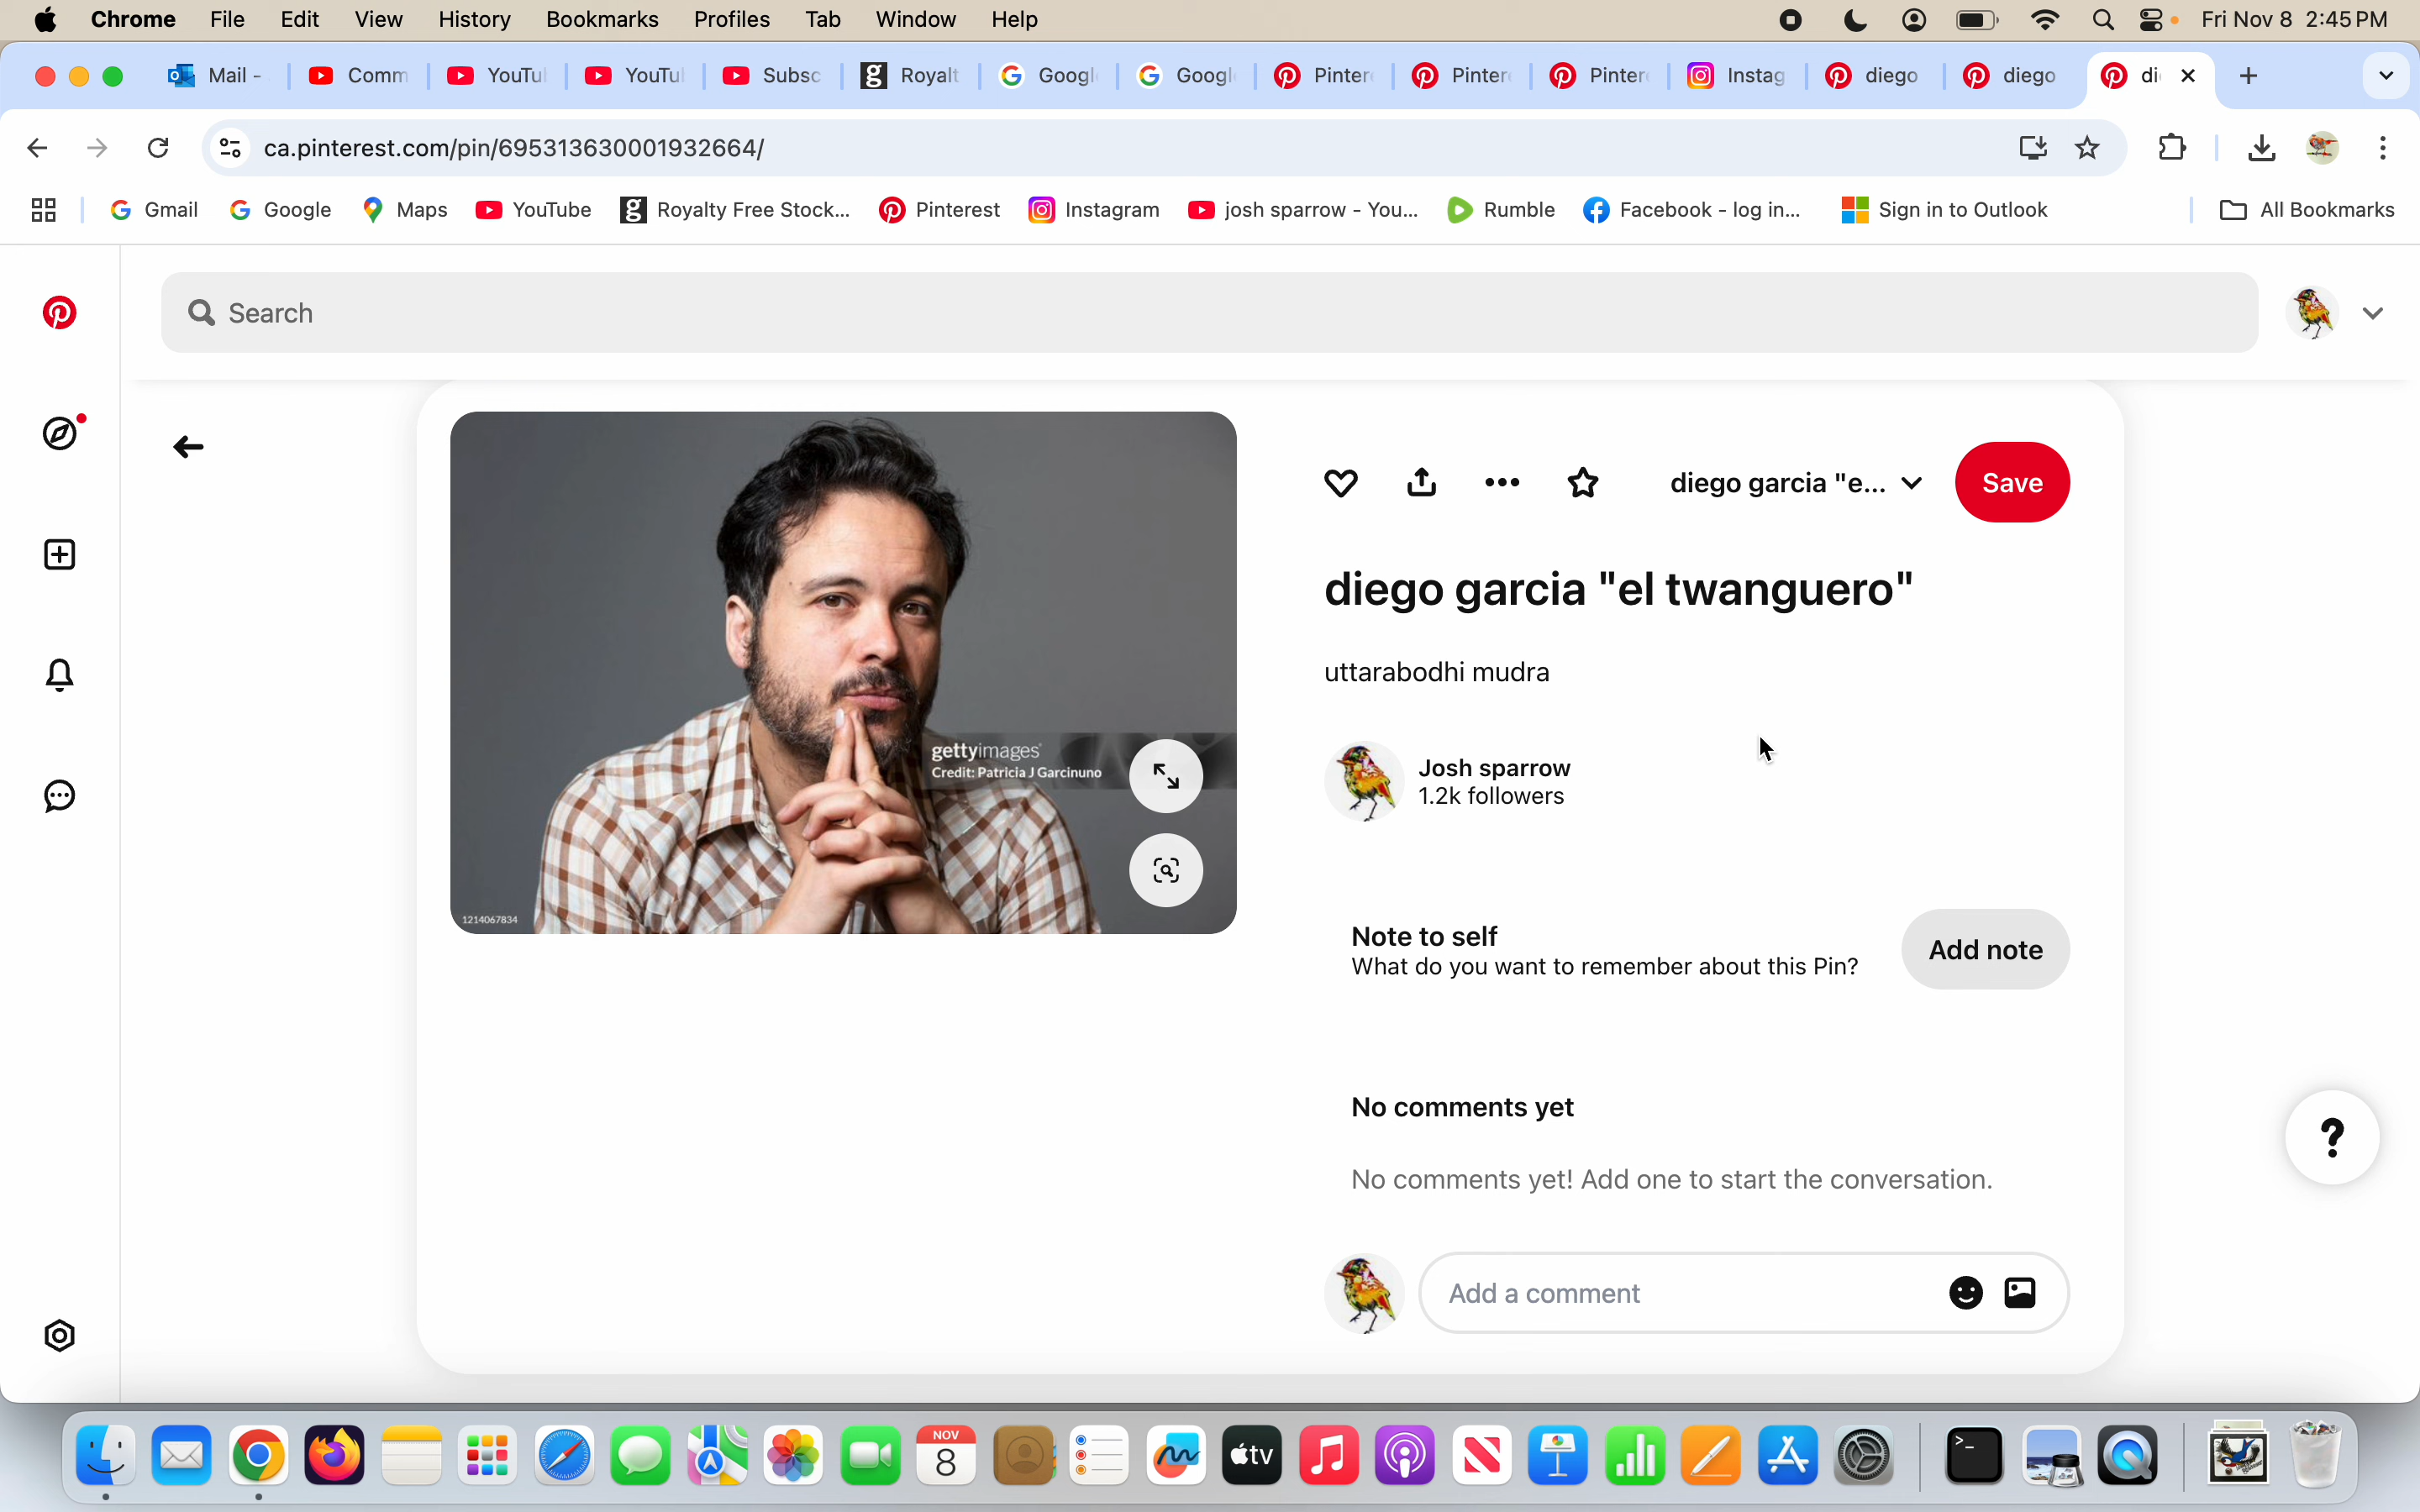 Chrome File Edit View History Bookmarks Profiles Tab Window Help Fri Nov 8 2:45 PM
Mail - Comm YouTu YouTu Subsc Royalt Googl Googl Pinter Pinter Pinter Instag diego diego di
ca.pinterest.com/pin/695313630001932664/
Gmail Google Maps YouTube Royalty Free Stock... Pinterest Instagram josh sparrow - You... Rumble Facebook - log in... Sign in to Outlook All Bookmarks
Search
diego garcia "e... Save
diego garcia "el twanguero"
uttarabodhi mudra
gettyimages®
Credit: Patricia J Garcinuno
1214067834
Josh sparrow
1.2k followers
Note to self
What do you want to remember about this Pin?
Add note
No comments yet
No comments yet! Add one to start the conversation.
Add a comment
?
NOV
8
tv